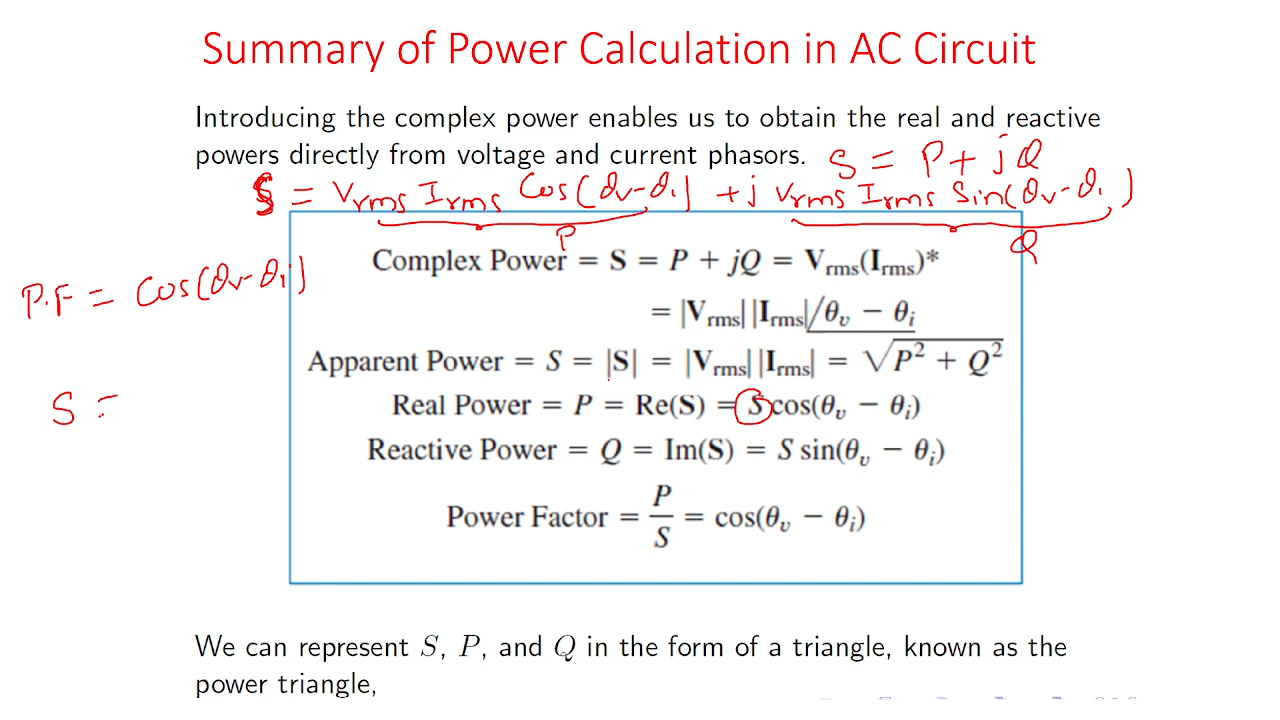 Summary of Power Calculation in AC Circuit
Introducing the complex power enables us to obtain the real and reactive
powers directly from voltage and current phasors. S = P + jQ
S = Vrms Irms Cos(θv-θi) + j Vrms Irms Sin(θv-θi)
P Q
Complex Power = S = P + jQ = Vrms(Irms)*
P.F = Cos(θv-θi)
= |Vrms| |Irms| /θv − θi
Apparent Power = S = |S| = |Vrms| |Irms| = √P² + Q²
Real Power = P = Re(S) = S cos(θv − θi)
S =
Reactive Power = Q = Im(S) = S sin(θv − θi)
Power Factor = P/S = cos(θv − θi)
We can represent S, P, and Q in the form of a triangle, known as the
power triangle,